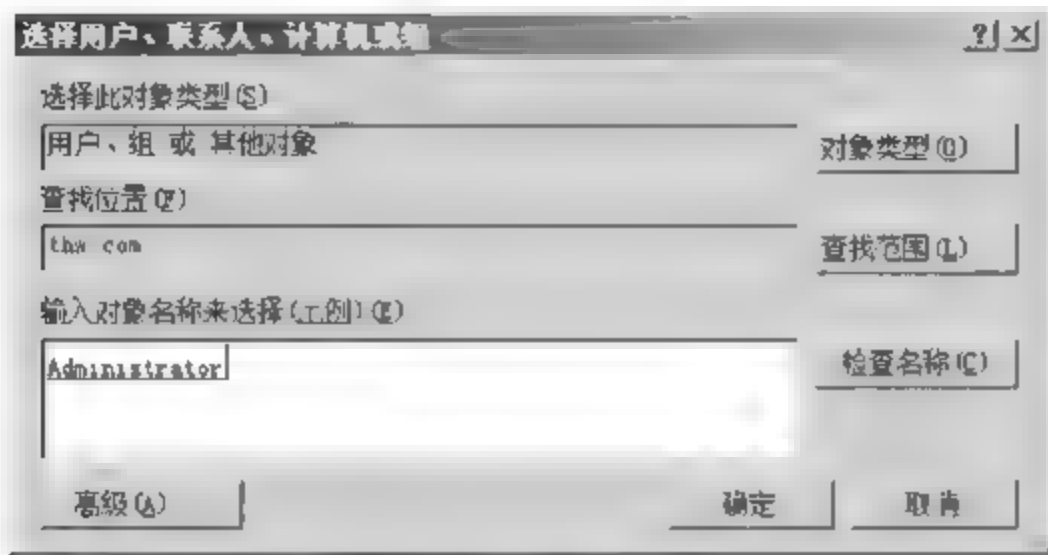 选择用户、联系人、计算机或组
选择此对象类型(S)
用户、组 或 其他对象
对象类型(O)
查找位置(F)
thw com
查找范围(L)
输入对象名称来选择(示例)(E)
Administrator
检查名称(C)
高级(A)
确定
取消